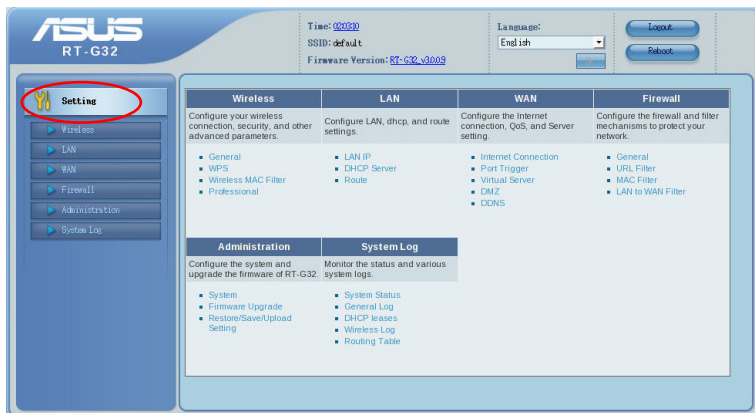 ASUS
RT-G32
Time: 020310
SSID: default
Firmware Version: RT-G32_v3.0.0.9
Language:
English
Logout
Reboot
Setting
Wireless
LAN
WAN
Firewall
Administration
System Log
Wireless
Configure your wireless
connection, security, and other
advanced parameters.
General
WPS
Wireless MAC Filter
Professional
LAN
Configure LAN, dhcp, and route
settings.
LAN IP
DHCP Server
Route
WAN
Configure the Internet
connection, QoS, and Server
setting.
Internet Connection
Port Trigger
Virtual Server
DMZ
DDNS
Firewall
Configure the firewall and filter
mechanisms to protect your
network.
General
URL Filter
MAC Filter
LAN to WAN Filter
Administration
Configure the system and
upgrade the firmware of RT-G32.
System
Firmware Upgrade
Restore/Save/Upload
Setting
System Log
Monitor the status and various
system logs.
System Status
General Log
DHCP leases
Wireless Log
Routing Table